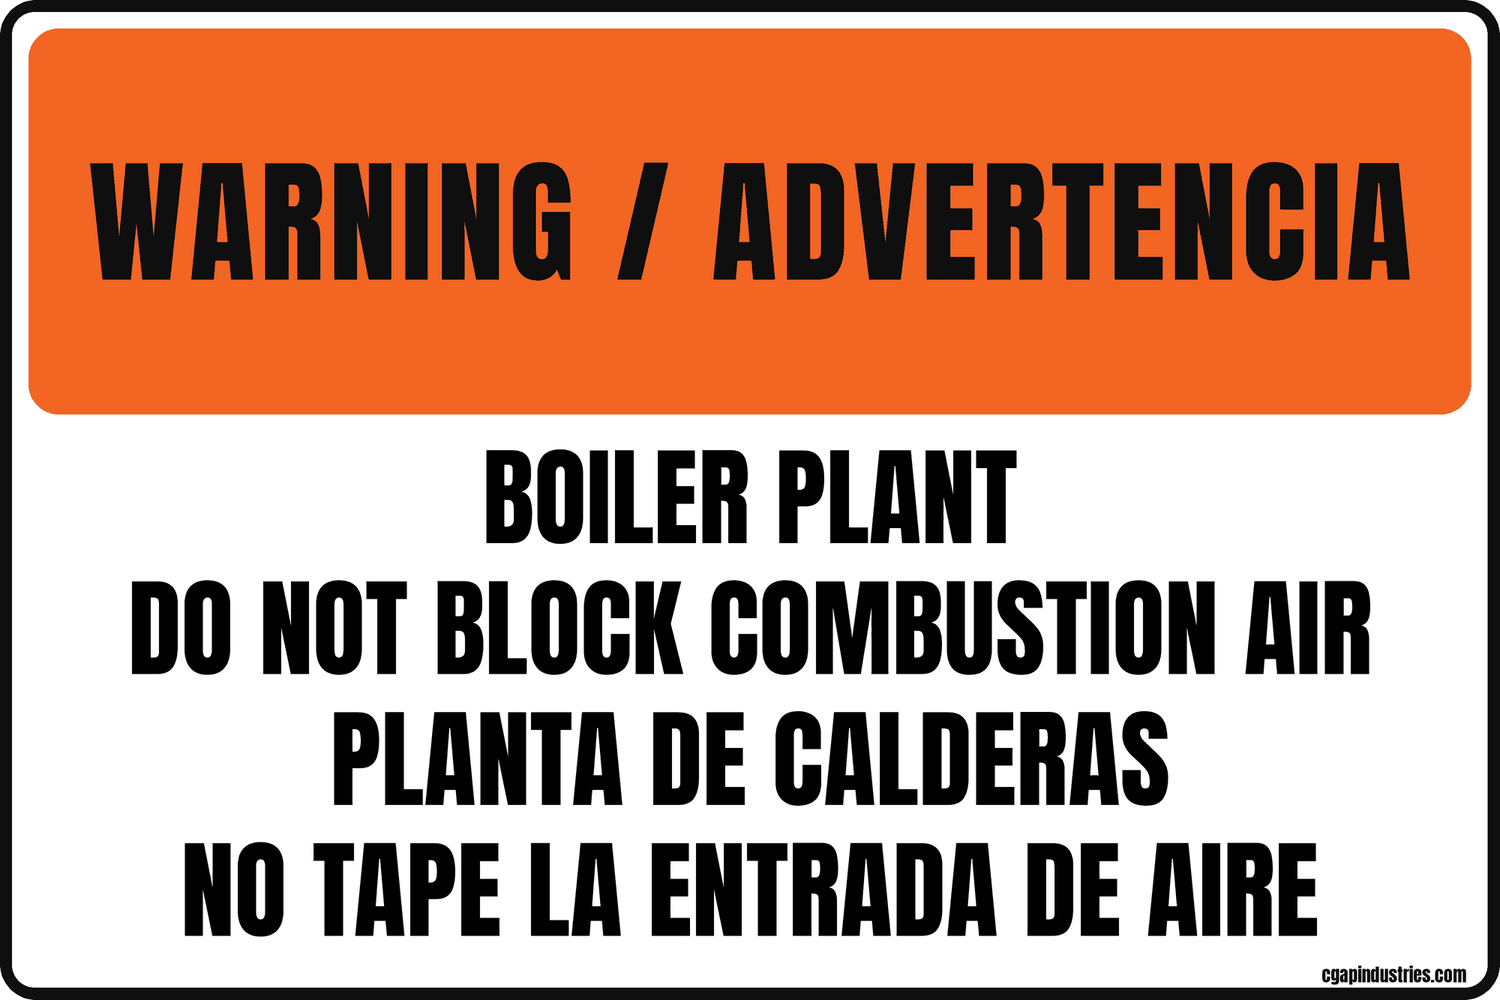 WARNING / ADVERTENCIA
BOILER PLANT
DO NOT BLOCK COMBUSTION AIR
PLANTA DE CALDERAS
NO TAPE LA ENTRADA DE AIRE
cgapindustries.com